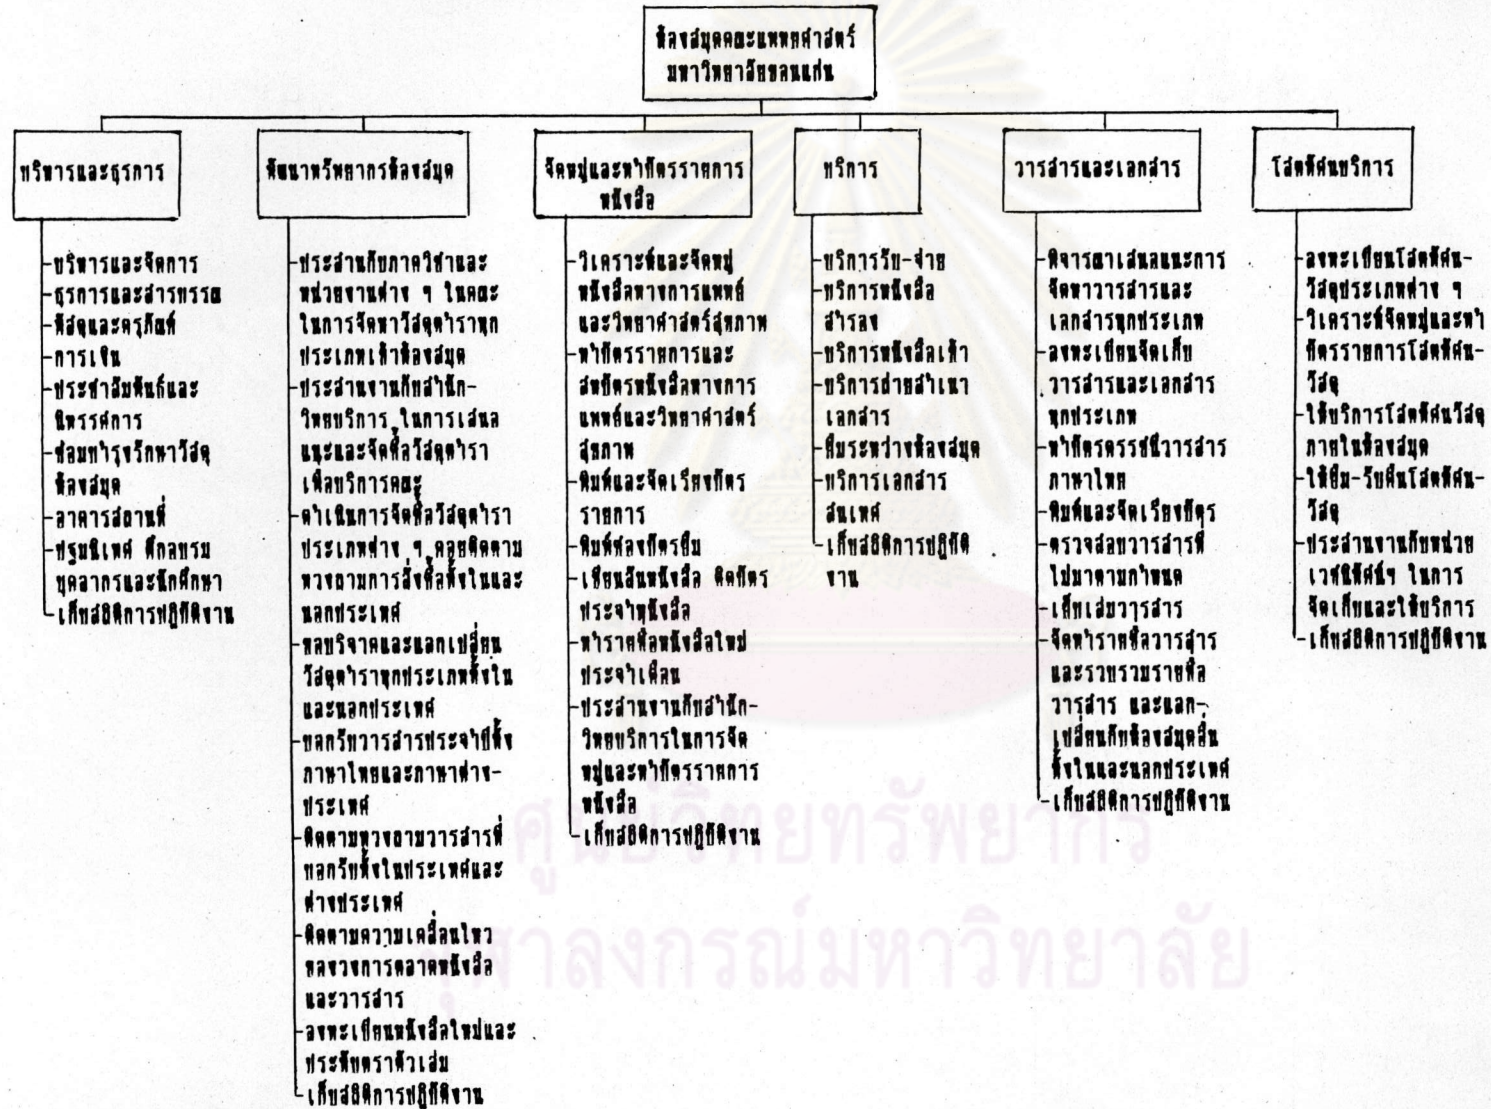 ห้องสมุดคณะแพทยศาสตร์
มหาวิทยาลัยขอนแก่น
บริหารและธุรการ
-บริหารและจัดการ
-ธุรการและสารบรรณ
-พัสดุและครุภัณฑ์
-การเงิน
-ประชาสัมพันธ์และ
นิทรรศการ
-ซ่อมบำรุงรักษาวัสดุ
ห้องสมุด
-อาคารสถานที่
-ปฐมนิเทศ ฝึกอบรม
บุคลากรและนักศึกษา
-เก็บสถิติการปฏิบัติงาน
พัฒนาทรัพยากรห้องสมุด
-ประสานกับภาควิชาและ
หน่วยงานต่าง ๆ ในคณะ
ในการจัดหาวัสดุตำราทุก
ประเภทเข้าห้องสมุด
-ประสานงานกับสำนัก-
วิทยบริการ ในการเสนอ
แนะและจัดซื้อวัสดุตำรา
เพื่อบริการคณะ
-ดำเนินการจัดซื้อวัสดุตำรา
ประเภทต่าง ๆ คอยติดตาม
ทวงถามการสั่งซื้อทั้งในและ
นอกประเทศ
-ขอบริจาคและแลกเปลี่ยน
วัสดุตำราทุกประเภททั้งใน
และนอกประเทศ
-บอกรับวารสารประจำปีทั้ง
ภาษาไทยและภาษาต่าง-
ประเทศ
-ติดตามทวงถามวารสารที่
บอกรับทั้งในประเทศและ
ต่างประเทศ
-ติดตามความเคลื่อนไหว
ของวงการตลาดหนังสือ
และวารสาร
-ลงทะเบียนหนังสือใหม่และ
ประทับตราตัวเล่ม
-เก็บสถิติการปฏิบัติงาน
จัดหมู่และทำบัตรรายการ
หนังสือ
-วิเคราะห์และจัดหมู่
หนังสือทางการแพทย์
และวิทยาศาสตร์สุขภาพ
-ทำบัตรรายการและ
สหบัตรหนังสือทางการ
แพทย์และวิทยาศาสตร์
สุขภาพ
-พิมพ์และจัดเรียงบัตร
รายการ
-พิมพ์ซองบัตรยืม
-เขียนสันหนังสือ ติดบัตร
ประจำหนังสือ
-ทำรายชื่อหนังสือใหม่
ประจำเดือน
-ประสานงานกับสำนัก-
วิทยบริการในการจัด
หมู่และทำบัตรรายการ
หนังสือ
-เก็บสถิติการปฏิบัติงาน
บริการ
-บริการรับ-จ่าย
-บริการหนังสือ
สำรอง
-บริการหนังสือเช่า
-บริการถ่ายสำเนา
เอกสาร
-ยืมระหว่างห้องสมุด
-บริการเอกสาร
สนเทศ
-เก็บสถิติการปฏิบัติ
งาน
วารสารและเอกสาร
-พิจารณาเสนอแนะการ
จัดหาวารสารและ
เอกสารทุกประเภท
-ลงทะเบียนจัดเก็บ
วารสารและเอกสาร
ทุกประเภท
-ทำบัตรดรรชนีวารสาร
ภาษาไทย
-พิมพ์และจัดเรียงบัตร
-ตรวจสอบวารสารที่
ไม่มาตามกำหนด
-เย็บเล่มวารสาร
-จัดทำรายชื่อวารสาร
และรวบรวมรายชื่อ
วารสาร และแลก-
เปลี่ยนกับห้องสมุดอื่น
ทั้งในและนอกประเทศ
-เก็บสถิติการปฏิบัติงาน
โสตทัศนบริการ
-ลงทะเบียนโสตทัศน-
วัสดุประเภทต่าง ๆ
-วิเคราะห์จัดหมู่และทำ
บัตรรายการโสตทัศน-
วัสดุ
-ให้บริการโสตทัศนวัสดุ
ภายในห้องสมุด
-ให้ยืม-รับคืนโสตทัศน-
วัสดุ
-ประสานงานกับหน่วย
เวชนิทัศน์ฯ ในการ
จัดเก็บและให้บริการ
-เก็บสถิติการปฏิบัติงาน
ศูนย์วิทยทรัพยากร
จุฬาลงกรณ์มหาวิทยาลัย